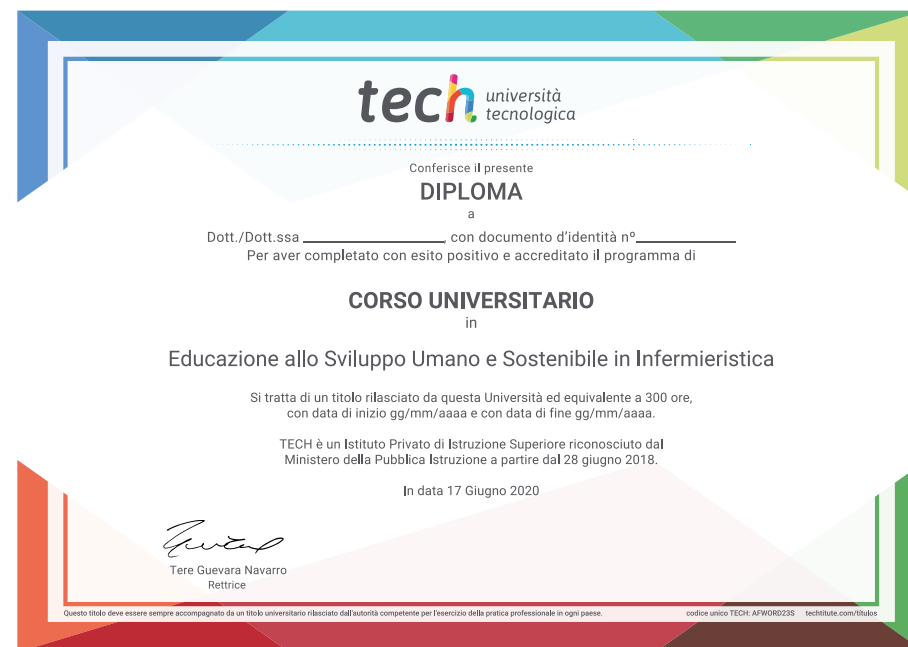 tech università
tecnologica
Conferisce il presente
DIPLOMA
a
Dott./Dott.ssa ____________________, con documento d'identità nº______________
Per aver completato con esito positivo e accreditato il programma di
CORSO UNIVERSITARIO
in
Educazione allo Sviluppo Umano e Sostenibile in Infermieristica
Si tratta di un titolo rilasciato da questa Università ed equivalente a 300 ore,
con data di inizio gg/mm/aaaa e con data di fine gg/mm/aaaa.
TECH è un Istituto Privato di Istruzione Superiore riconosciuto dal
Ministero della Pubblica Istruzione a partire dal 28 giugno 2018.
In data 17 Giugno 2020
Tere Guevara Navarro
Rettrice
Questo titolo deve essere sempre accompagnato da un titolo universitario rilasciato dall'autorità competente per l'esercizio della pratica professionale in ogni paese. codice unico TECH: AFWORD23S techtitute.com/títulos